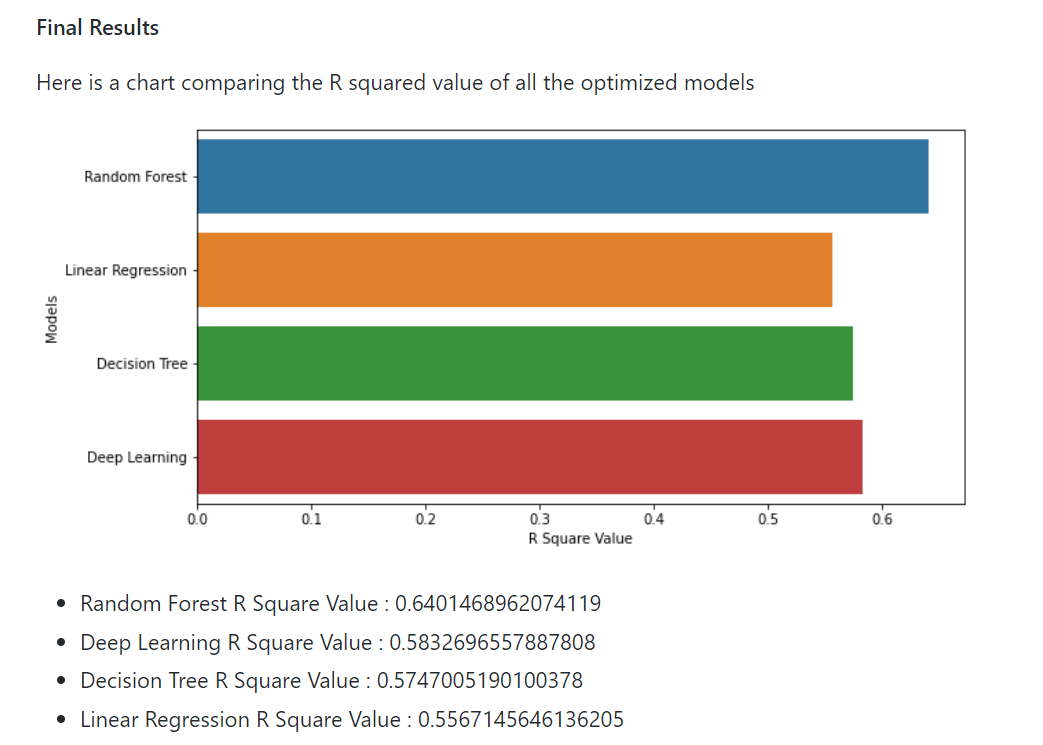 Final Results
Here is a chart comparing the R squared value of all the optimized models
Random Forest
Linear Regression
Models
Decision Tree
Deep Learning
0.0 0.1 0.2 0.3 0.4 0.5 0.6
R Square Value
Random Forest R Square Value : 0.6401468962074119
Deep Learning R Square Value : 0.5832696557887808
Decision Tree R Square Value : 0.5747005190100378
Linear Regression R Square Value : 0.5567145646136205